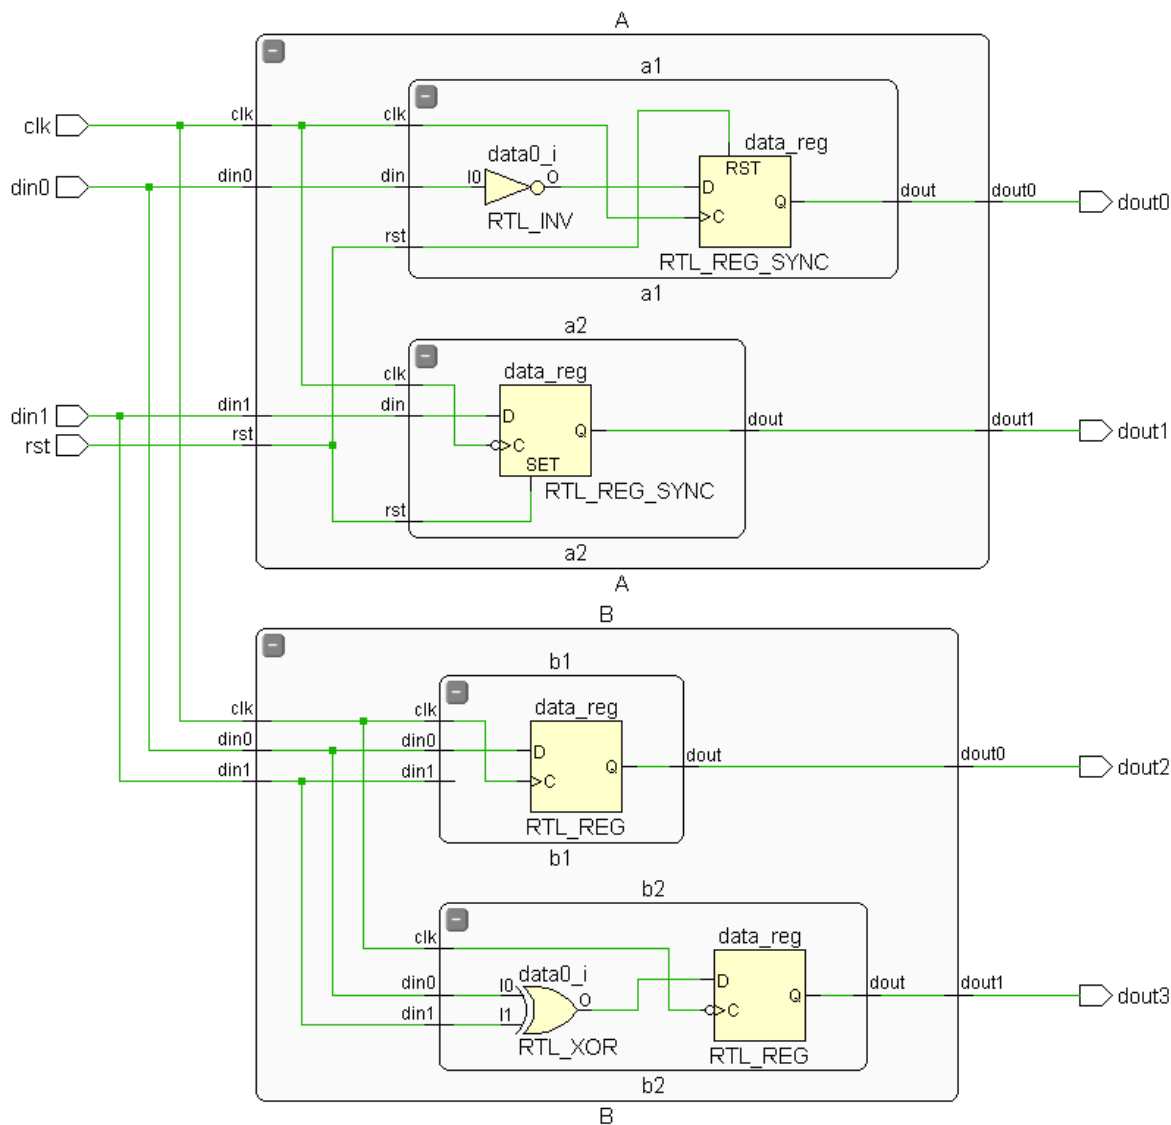 A
a1
clk
clk
clk
data0_i
data_reg
RST
din0
din0
din
I0
O
D
Q
dout
dout0
dout0
RTL_INV
C
rst
RTL_REG_SYNC
a1
a2
clk
data_reg
din1
din1
din
D
Q
dout
dout1
dout1
rst
rst
C
SET
RTL_REG_SYNC
rst
a2
A
B
b1
clk
clk
data_reg
din0
din0
D
Q
dout
dout0
dout2
din1
din1
C
RTL_REG
b1
b2
clk
data_reg
din0
I0
data0_i
O
D
Q
dout
dout1
dout3
din1
I1
C
RTL_XOR
RTL_REG
b2
B